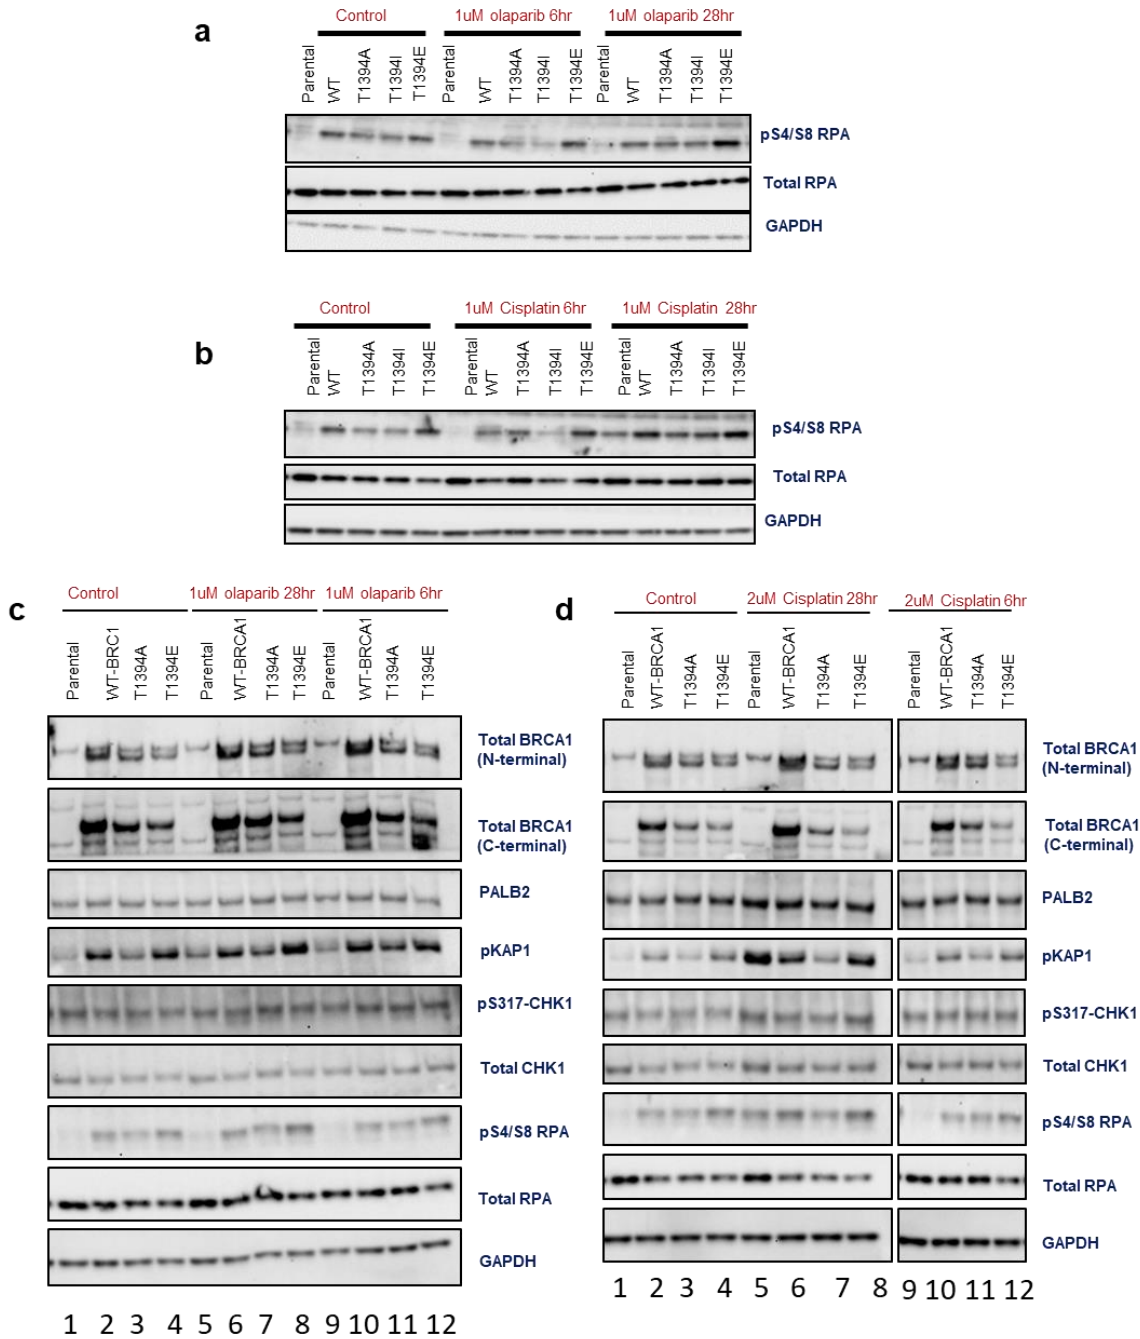 a
Control
1uM olaparib 6hr
1uM olaparib 28hr
Parental
WT
T1394A
T1394I
T1394E
Parental
WT
T1394A
T1394I
T1394E
Parental
WT
T1394A
T1394I
T1394E
pS4/S8 RPA
Total RPA
GAPDH
b
Control
1uM Cisplatin 6hr
1uM Cisplatin 28hr
Parental
WT
T1394A
T1394I
T1394E
Parental
WT
T1394A
T1394I
T1394E
Parental
WT
T1394A
T1394I
T1394E
pS4/S8 RPA
Total RPA
GAPDH
c
Control
1uM olaparib 28hr
1uM olaparib 6hr
Parental
WT-BRC1
T1394A
T1394E
Parental
WT-BRCA1
T1394A
T1394E
Parental
WT-BRCA1
T1394A
T1394E
Total BRCA1
(N-terminal)
Total BRCA1
(C-terminal)
PALB2
pKAP1
pS317-CHK1
Total CHK1
pS4/S8 RPA
Total RPA
GAPDH
1 2 3 4 5 6 7 8 9 10 11 12
d
Control
2uM Cisplatin 28hr
2uM Cisplatin 6hr
Parental
WT-BRCA1
T1394A
T1394E
Parental
WT-BRCA1
T1394A
T1394E
Parental
WT-BRCA1
T1394A
T1394E
Total BRCA1
(N-terminal)
Total BRCA1
(C-terminal)
PALB2
pKAP1
pS317-CHK1
Total CHK1
pS4/S8 RPA
Total RPA
GAPDH
1 2 3 4 5 6 7 8 9 10 11 12